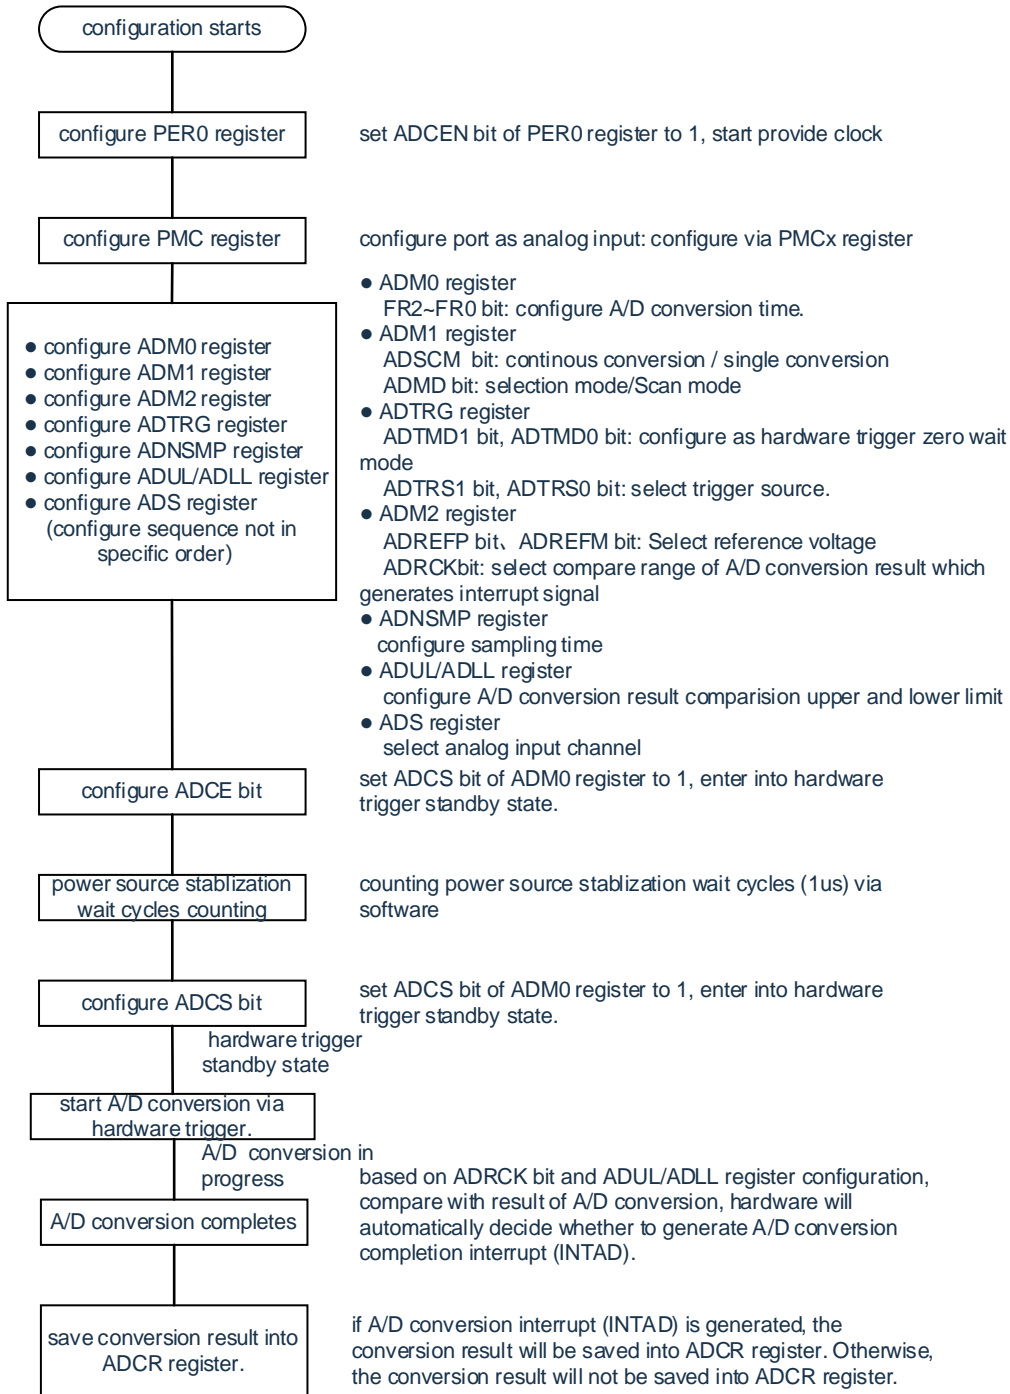 configuration starts
configure PER0 register
set ADCEN bit of PER0 register to 1, start provide clock
configure PMC register
configure port as analog input: configure via PMCx register
● configure ADM0 register
● configure ADM1 register
● configure ADM2 register
● configure ADTRG register
● configure ADNSMP register
● configure ADUL/ADLL register
● configure ADS register
(configure sequence not in
specific order)
● ADM0 register
FR2~FR0 bit: configure A/D conversion time.
● ADM1 register
ADSCM bit: continous conversion / single conversion
ADMD bit: selection mode/Scan mode
● ADTRG register
ADTMD1 bit, ADTMD0 bit: configure as hardware trigger zero wait
mode
ADTRS1 bit, ADTRS0 bit: select trigger source.
● ADM2 register
ADREFP bit、ADREFM bit: Select reference voltage
ADRCKbit: select compare range of A/D conversion result which
generates interrupt signal
● ADNSMP register
configure sampling time
● ADUL/ADLL register
configure A/D conversion result comparision upper and lower limit
● ADS register
select analog input channel
configure ADCE bit
set ADCS bit of ADM0 register to 1, enter into hardware
trigger standby state.
power source stablization
wait cycles counting
counting power source stablization wait cycles (1us) via
software
configure ADCS bit
set ADCS bit of ADM0 register to 1, enter into hardware
trigger standby state.
hardware trigger
standby state
start A/D conversion via
hardware trigger.
A/D conversion in
progress
A/D conversion completes
based on ADRCK bit and ADUL/ADLL register configuration,
compare with result of A/D conversion, hardware will
automatically decide whether to generate A/D conversion
completion interrupt (INTAD).
save conversion result into
ADCR register.
if A/D conversion interrupt (INTAD) is generated, the
conversion result will be saved into ADCR register. Otherwise,
the conversion result will not be saved into ADCR register.